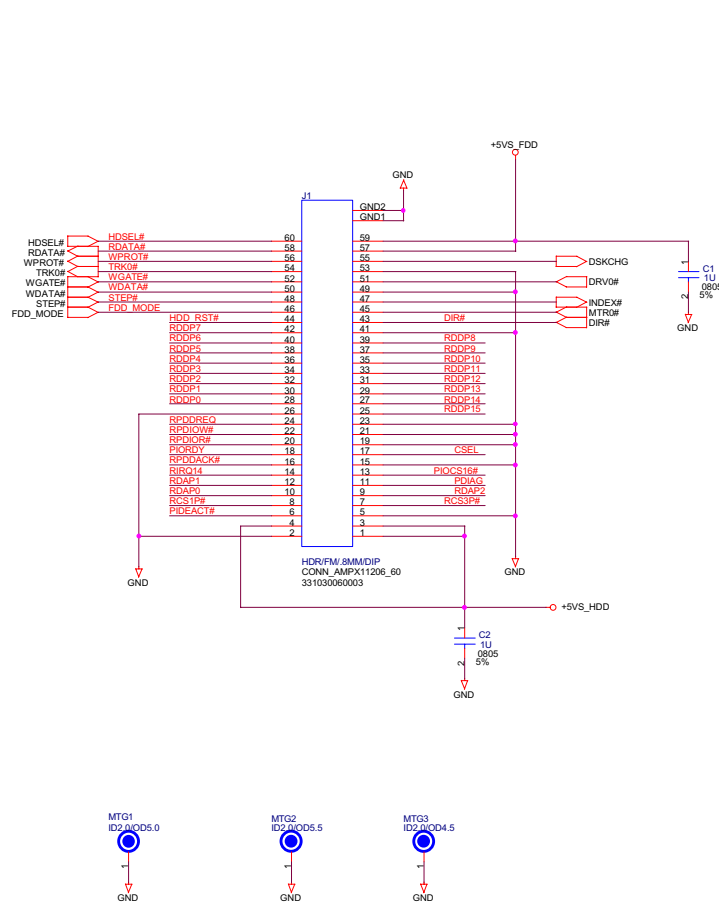 +5VS_FDD
GND
J1
GND2
GND1
HDSEL# HDSEL# 60 59
RDATA# RDATA# 58 57
WPROT# WPROT# 56 55 DSKCHG
TRK0# TRK0# 54 53
WGATE# WGATE# 52 51 DRV0#
WDATA# WDATA# 50 49
STEP# STEP# 48 47 INDEX#
FDD_MODE FDD_MODE 46 45 MTR0#
HDD_RST# 44 43 DIR# DIR#
RDDP7 42 41
RDDP6 40 39 RDDP8
RDDP5 38 37 RDDP9
RDDP4 36 35 RDDP10
RDDP3 34 33 RDDP11
RDDP2 32 31 RDDP12
RDDP1 30 29 RDDP13
RDDP0 28 27 RDDP14
26 25 RDDP15
RPDDREQ 24 23
RPDIOW# 22 21
RPDIOR# 20 19
PIORDY 18 17 CSEL
RPDDACK# 16 15
RIRQ14 14 13 PIOCS16#
RDAP1 12 11 PDIAG
RDAP0 10 9 RDAP2
RCS1P# 8 7 RCS3P#
PIDEACT# 6 5
4 3
2 1
1
C1
1U
0805
5%
2
GND
HDR/FM/.8MM/DIP
CONN_AMPX11206_60
331030060003
GND
GND
+5VS_HDD
1
C2
1U
0805
5%
2
GND
MTG1
ID2.0/OD5.0
1
GND
MTG2
ID2.0/OD5.5
1
GND
MTG3
ID2.0/OD4.5
1
GND